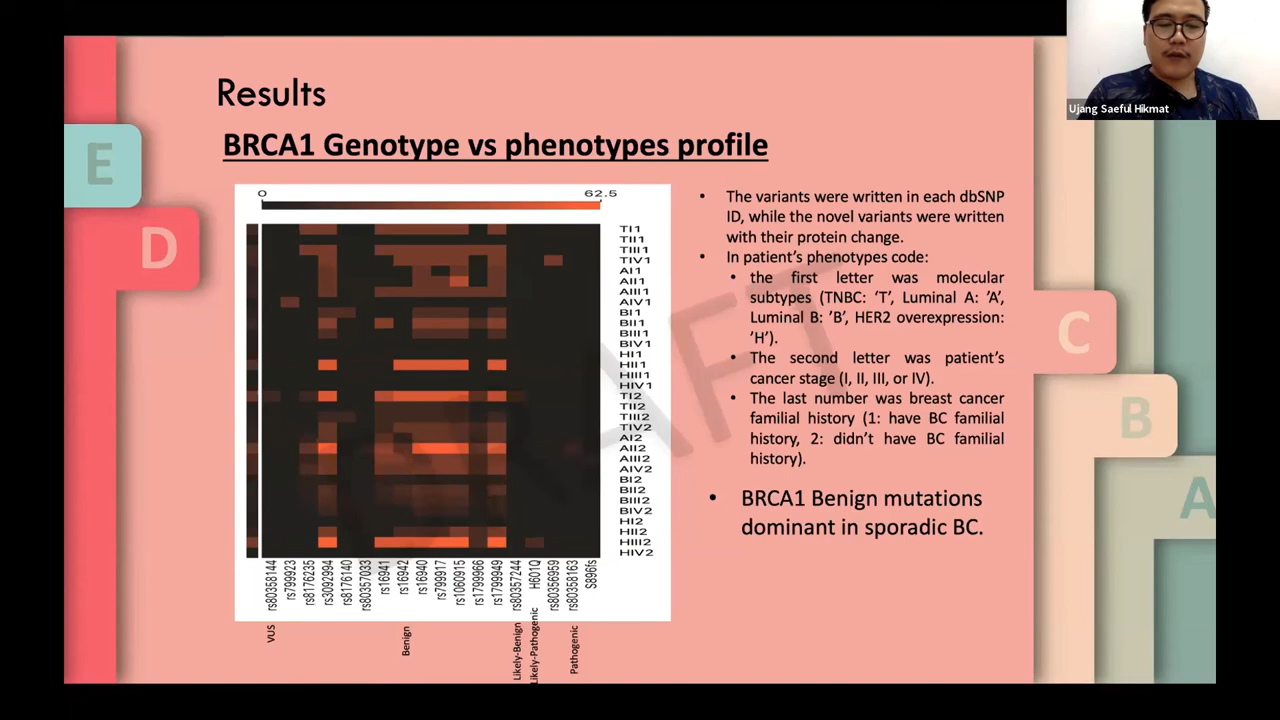 Ujang Saeful Hikmat
E
D
C
B
A
Results
BRCA1 Genotype vs phenotypes profile
0 62.5
TI1
TII1
TIII1
TIV1
AI1
AII1
AIII1
AIV1
BI1
BII1
BIII1
BIV1
HI1
HII1
HIII1
HIV1
TI2
TII2
TIII2
TIV2
AI2
AII2
AIII2
AIV2
BI2
BII2
BIII2
BIV2
HI2
HII2
HIII2
HIV2
rs80358144
rs799923
rs8176235
rs3092994
rs8176140
rs80357033
rs16941
rs16942
rs16940
rs799917
rs1060915
rs1799966
rs1799949
rs80357244
H601Q
rs80356959
rs80358163
S896fs
VUS
Benign
Likely-Benign
Likely-Pathogenic
Pathogenic
• The variants were written in each dbSNP
ID, while the novel variants were written
with their protein change.
• In patient's phenotypes code:
• the first letter was molecular
subtypes (TNBC: 'T', Luminal A: 'A',
Luminal B: 'B', HER2 overexpression:
'H').
• The second letter was patient's
cancer stage (I, II, III, or IV).
• The last number was breast cancer
familial history (1: have BC familial
history, 2: didn't have BC familial
history).
• BRCA1 Benign mutations
dominant in sporadic BC.